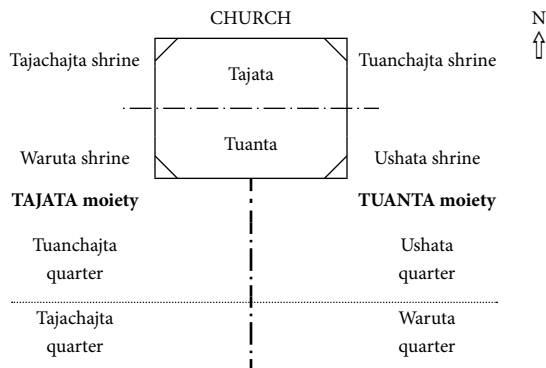 CHURCH
N
Tajachajta shrine
Tajata
Tuanchajta shrine
Waruta shrine
Tuanta
Ushata shrine
TAJATA moiety
TUANTA moiety
Tuanchajta
quarter
Ushata
quarter
Tajachajta
quarter
Waruta
quarter